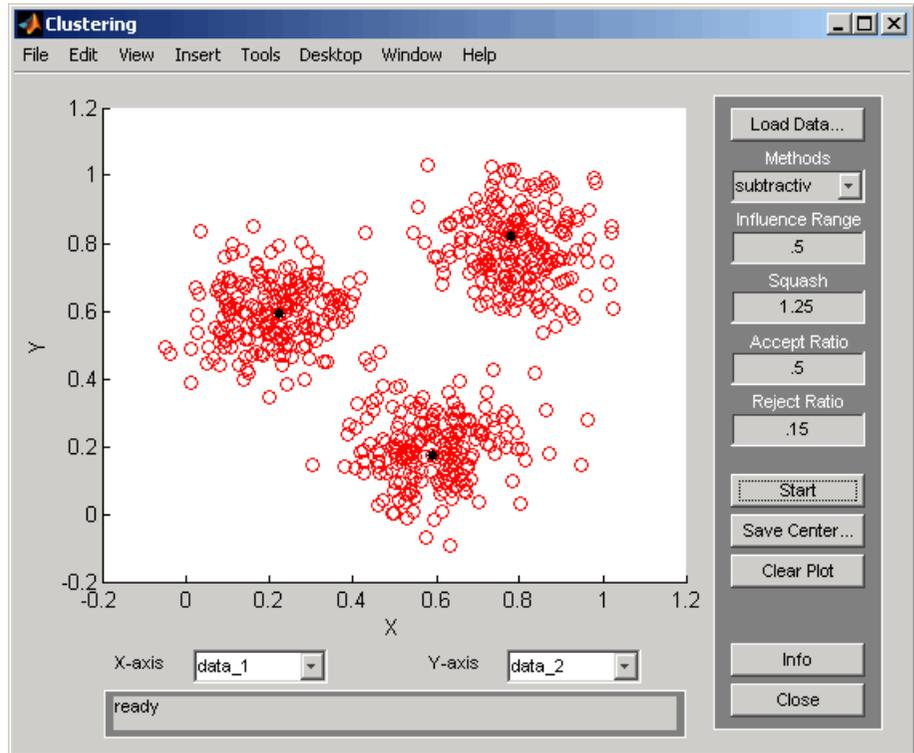 Clustering
File Edit View Insert Tools Desktop Window Help
1.2
1
0.8
0.6
0.4
0.2
0
-0.2
Y
-0.2 0 0.2 0.4 0.6 0.8 1 1.2
X
X-axis data_1 Y-axis data_2
ready
Load Data...
Methods
subtractiv
Influence Range
.5
Squash
1.25
Accept Ratio
.5
Reject Ratio
.15
Start
Save Center...
Clear Plot
Info
Close